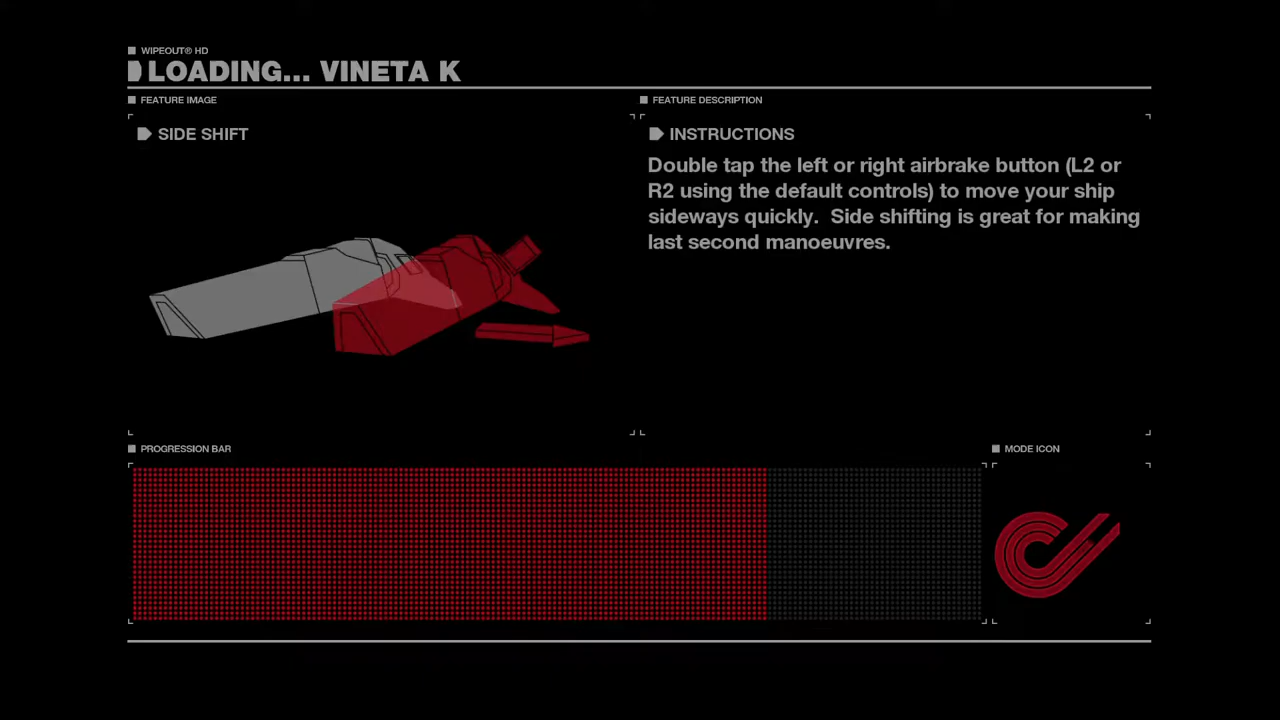 WIPEOUT® HD
LOADING... VINETA K
FEATURE IMAGE
SIDE SHIFT
FEATURE DESCRIPTION
INSTRUCTIONS
Double tap the left or right airbrake button (L2 or
R2 using the default controls) to move your ship
sideways quickly.  Side shifting is great for making
last second manoeuvres.
PROGRESSION BAR
MODE ICON